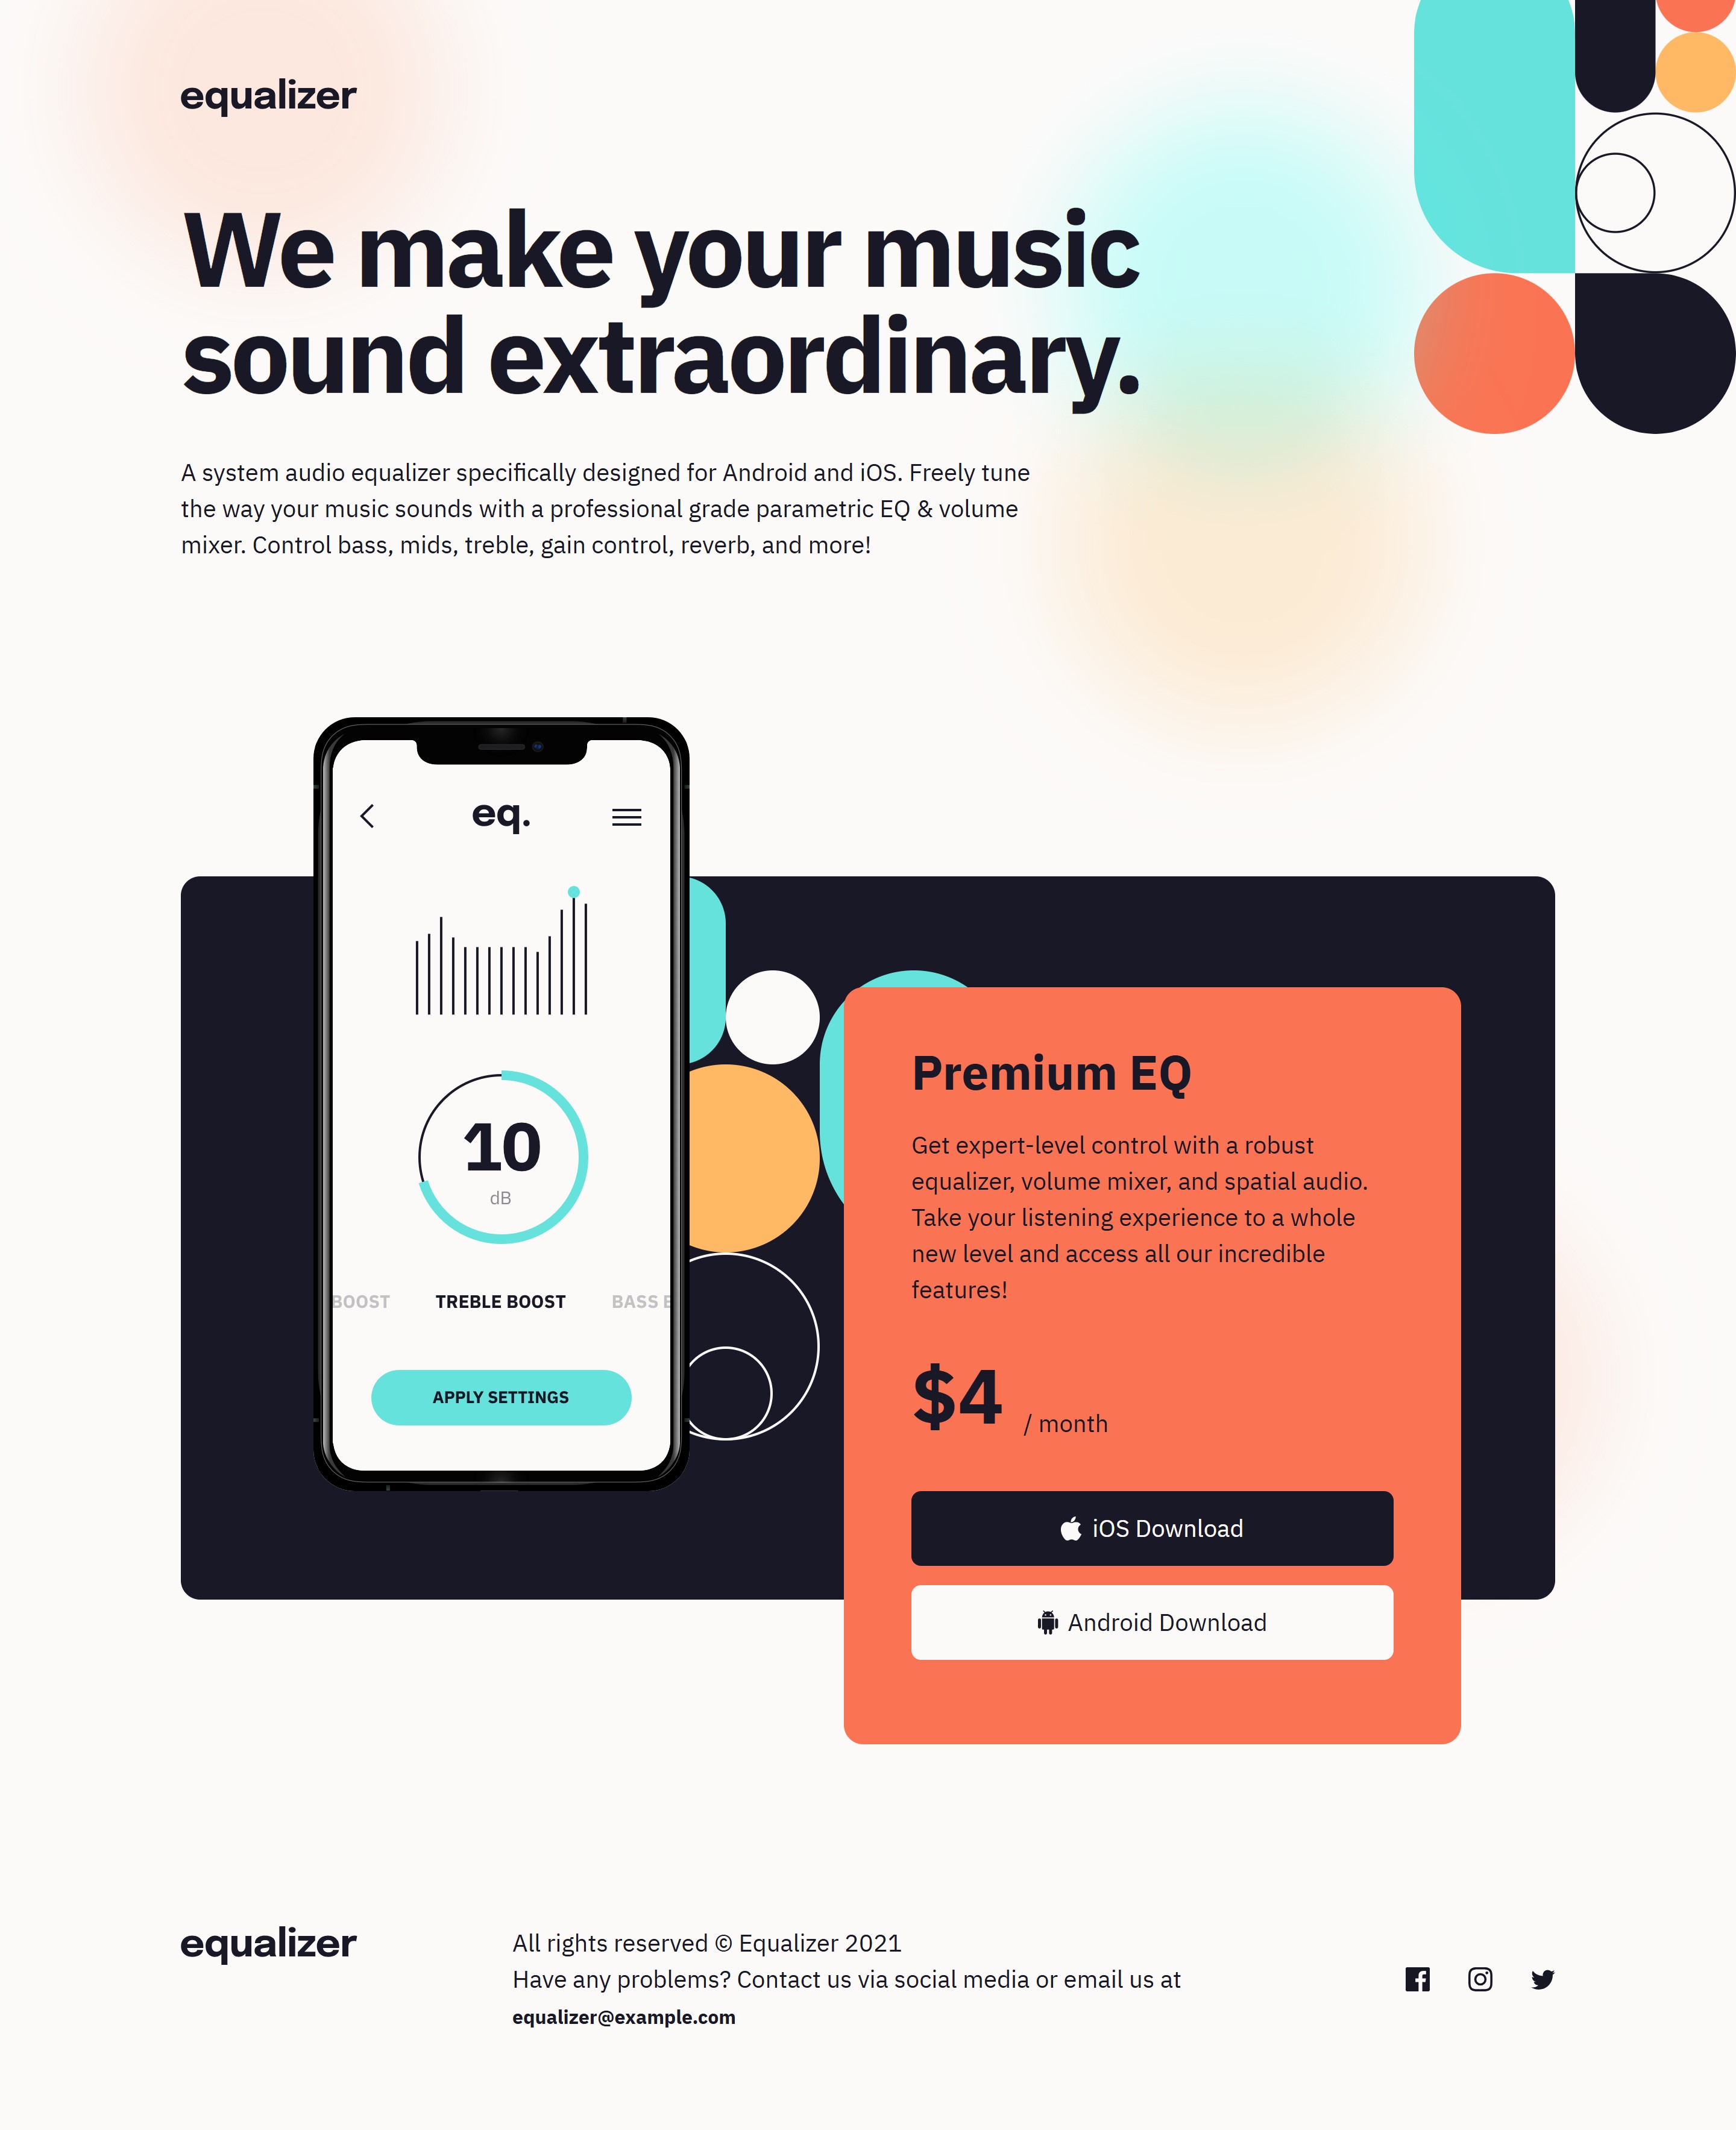 equalizer
We make your music
sound extraordinary.
A system audio equalizer specifically designed for Android and iOS. Freely tune
the way your music sounds with a professional grade parametric EQ & volume
mixer. Control bass, mids, treble, gain control, reverb, and more!
eq.
10
dB
BOOST TREBLE BOOST BASS B
APPLY SETTINGS
Premium EQ
Get expert-level control with a robust
equalizer, volume mixer, and spatial audio.
Take your listening experience to a whole
new level and access all our incredible
features!
$4 / month
iOS Download
Android Download
equalizer
All rights reserved © Equalizer 2021
Have any problems? Contact us via social media or email us at
equalizer@example.com